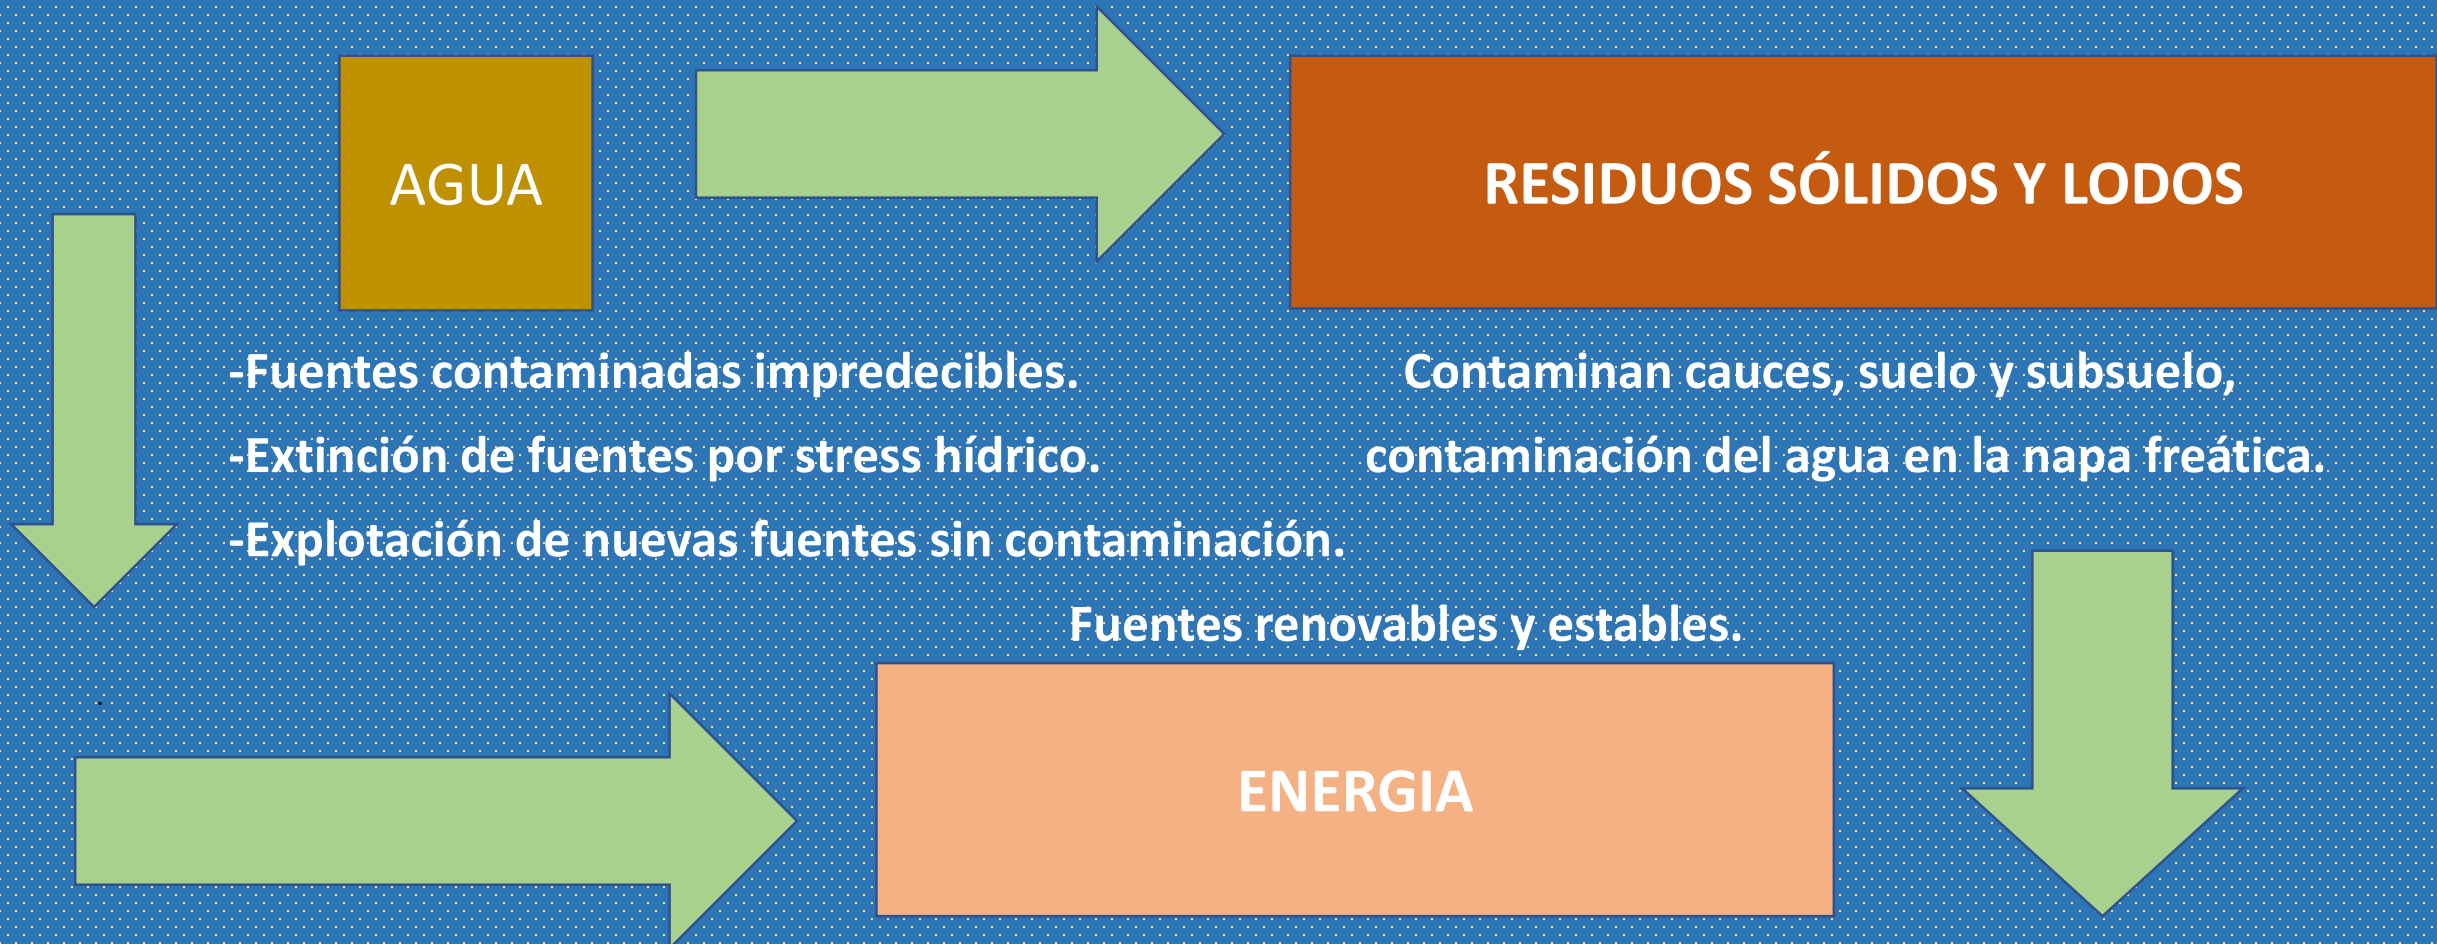 AGUA
RESIDUOS SÓLIDOS Y LODOS
-Fuentes contaminadas impredecibles.
-Extinción de fuentes por stress hídrico.
-Explotación de nuevas fuentes sin contaminación.
Contaminan cauces, suelo y subsuelo,
contaminación del agua en la napa freática.
Fuentes renovables y estables.
.
ENERGIA